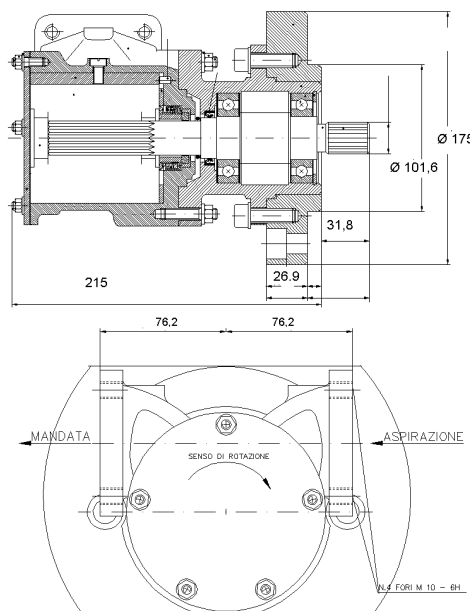 Ø 175
Ø 101,6
31,8
26.9
215
76,2
76,2
MANDATA
ASPIRAZIONE
SENSO DI ROTAZIONE
N.4 FORI M 10 - 6H